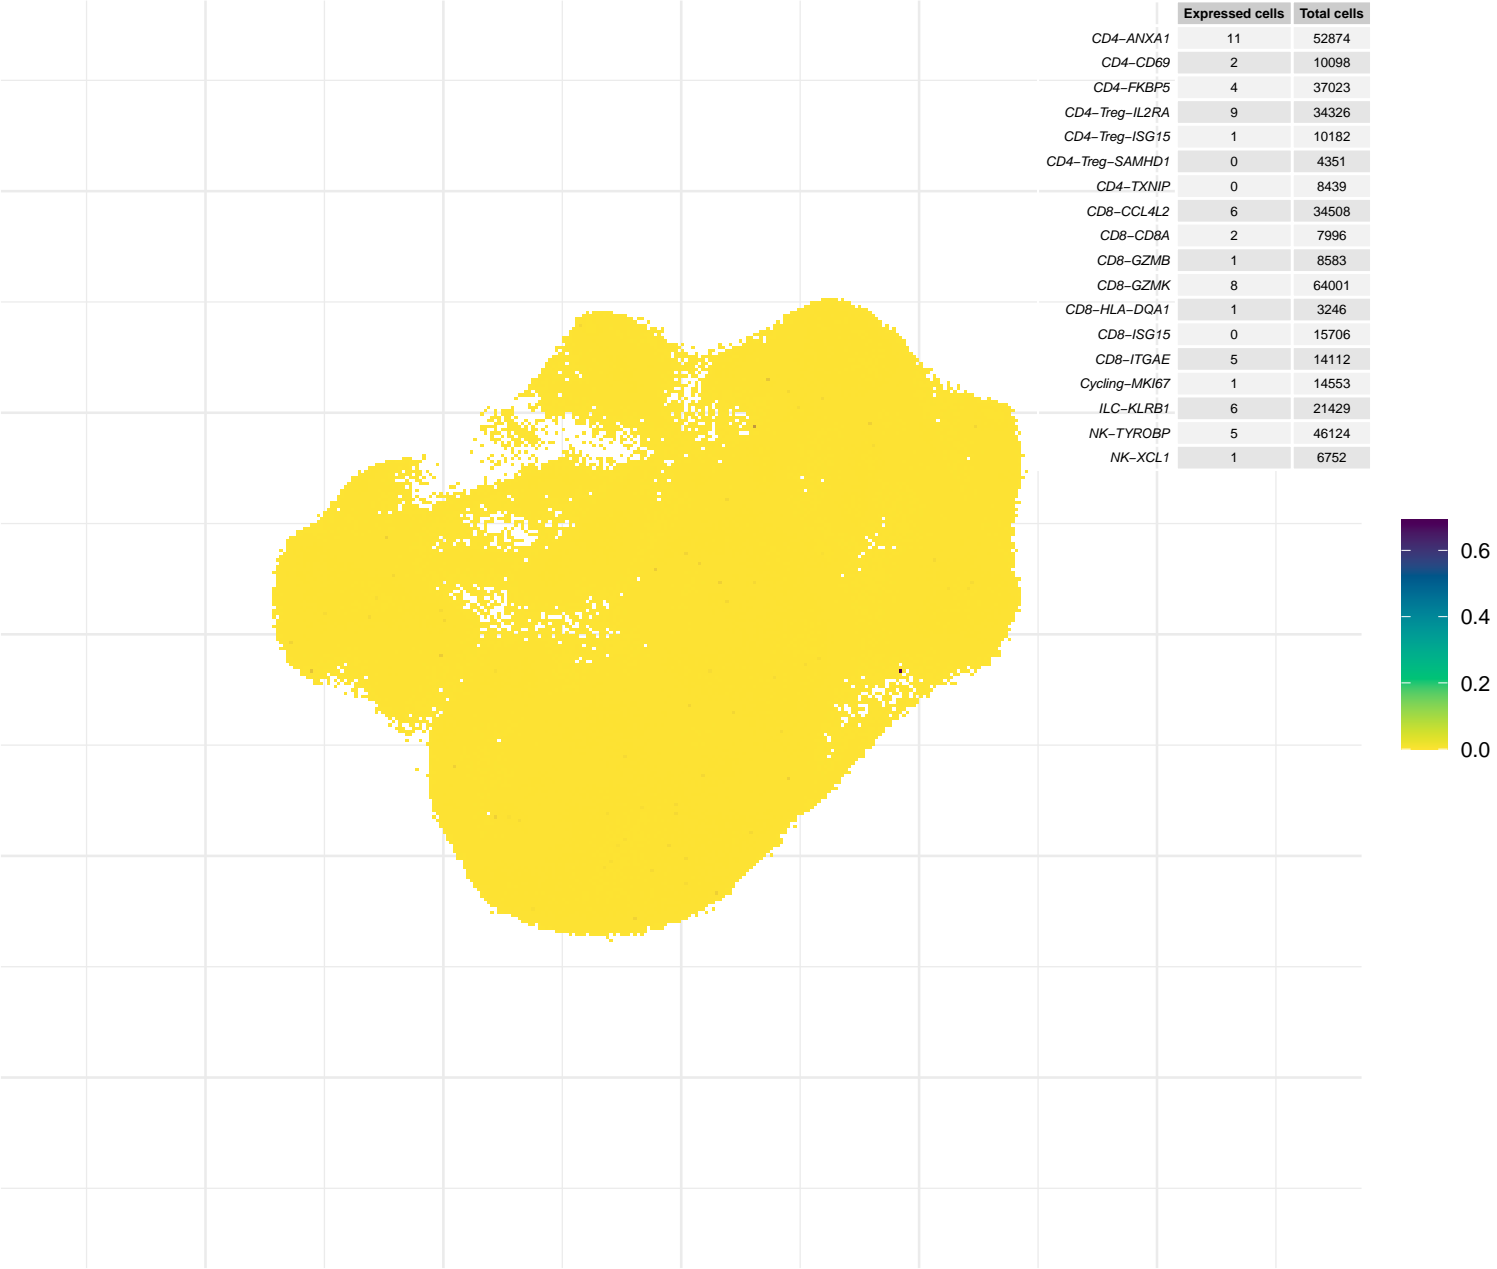 Expressed cells Total cells
CD4−ANXA1 11 52874
CD4−CD69 2 10098
CD4−FKBP5 4 37023
CD4−Treg−IL2RA 9 34326
CD4−Treg−ISG15 1 10182
CD4−Treg−SAMHD1 0 4351
CD4−TXNIP 0 8439
CD8−CCL4L2 6 34508
CD8−CD8A 2 7996
CD8−GZMB 1 8583
CD8−GZMK 8 64001
CD8−HLA−DQA1 1 3246
CD8−ISG15 0 15706
CD8−ITGAE 5 14112
Cycling−MKI67 1 14553
ILC−KLRB1 6 21429
NK−TYROBP 5 46124
NK−XCL1 1 6752
0.6
0.4
0.2
0.0